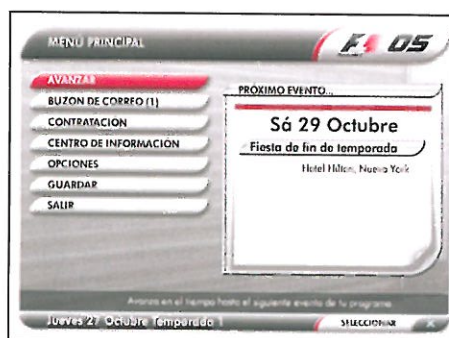 MENÚ PRINCIPAL
F1 05
AVANZAR
BUZON DE CORREO (1)
CONTRATACIÓN
CENTRO DE INFORMACIÓN
OPCIONES
GUARDAR
SALIR
PRÓXIMO EVENTO...
Sá 29 Octubre
Fiesta de fin de temporada
Hotel Hilton, Nueva York
Avanza en el tiempo hasta el siguiente evento de tu programa
Jueves 27 Octubre Temporada 1
SELECCIONAR